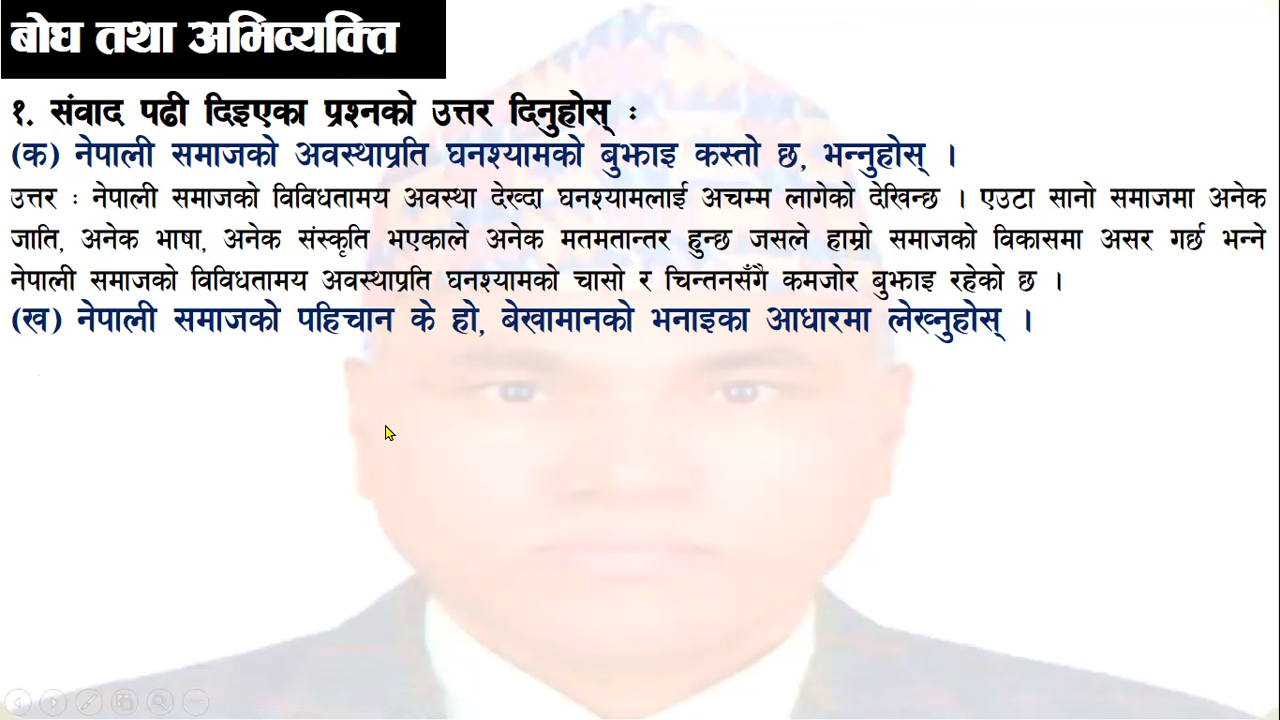 बोध तथा अभिव्यक्ति
१. संवाद पढी दिइएका प्रश्नको उत्तर दिनुहोस् :
(क) नेपाली समाजको अवस्थाप्रति घनश्यामको बुझाइ कस्तो छ, भन्नुहोस् ।
उत्तर : नेपाली समाजको विविधतामय अवस्था देख्दा घनश्यामलाई अचम्म लागेको देखिन्छ । एउटा सानो समाजमा अनेक
जाति, अनेक भाषा, अनेक संस्कृति भएकाले अनेक मतमतान्तर हुन्छ जसले हाम्रो समाजको विकासमा असर गर्छ भन्ने
नेपाली समाजको विविधतामय अवस्थाप्रति घनश्यामको चासो र चिन्तनसँगै कमजोर बुझाइ रहेको छ ।
(ख) नेपाली समाजको पहिचान के हो, बेखामानको भनाइका आधारमा लेख्नुहोस् ।